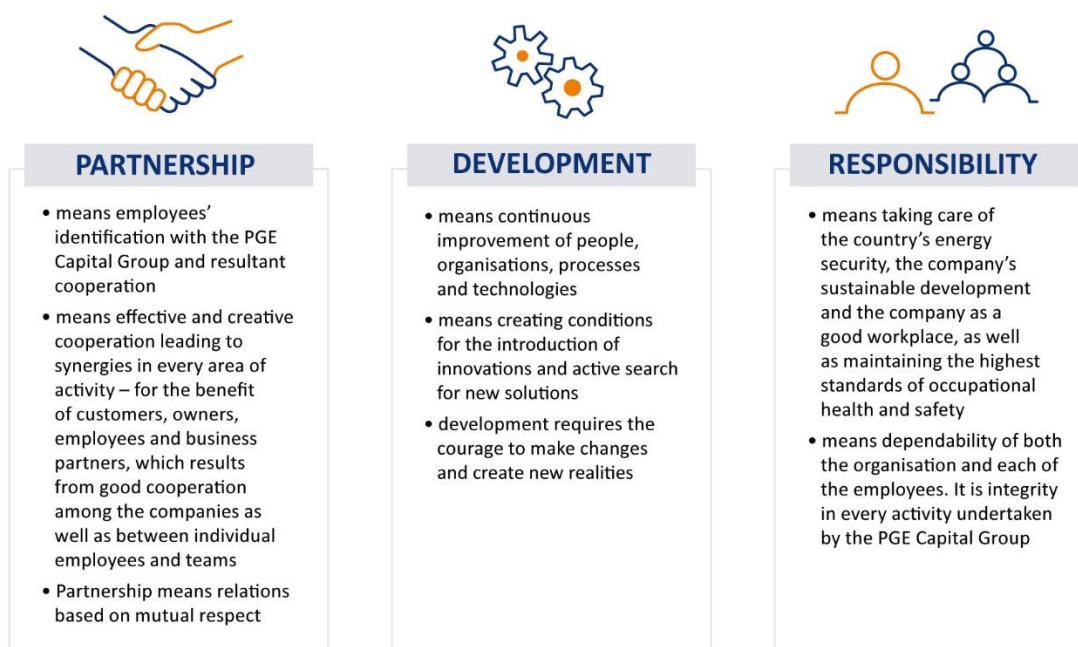 PARTNERSHIP
• means employees’
identification with the PGE
Capital Group and resultant
cooperation
• means effective and creative
cooperation leading to
synergies in every area of
activity – for the benefit
of customers, owners,
employees and business
partners, which results
from good cooperation
among the companies as
well as between individual
employees and teams
• Partnership means relations
based on mutual respect
DEVELOPMENT
• means continuous
improvement of people,
organisations, processes
and technologies
• means creating conditions
for the introduction of
innovations and active search
for new solutions
• development requires the
courage to make changes
and create new realities
RESPONSIBILITY
• means taking care of
the country’s energy
security, the company’s
sustainable development
and the company as a
good workplace, as well
as maintaining the highest
standards of occupational
health and safety
• means dependability of both
the organisation and each of
the employees. It is integrity
in every activity undertaken
by the PGE Capital Group